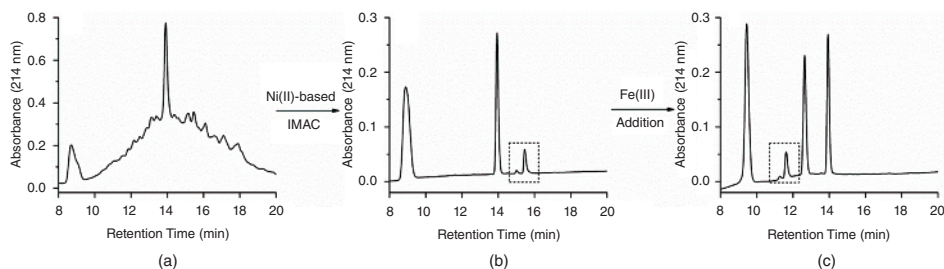 0.8
0.6
0.4
0.2
0.0
Absorbance (214 nm)
8 10 12 14 16 18 20
Retention Time (min)
(a)
Ni(II)-based
IMAC
0.3
0.2
0.1
0.0
Absorbance (214 nm)
8 10 12 14 16 18 20
Retention Time (min)
(b)
Fe(III)
Addition
0.3
0.2
0.1
0.0
Absorbance (214 nm)
8 10 12 14 16 18 20
Retention Time (min)
(c)